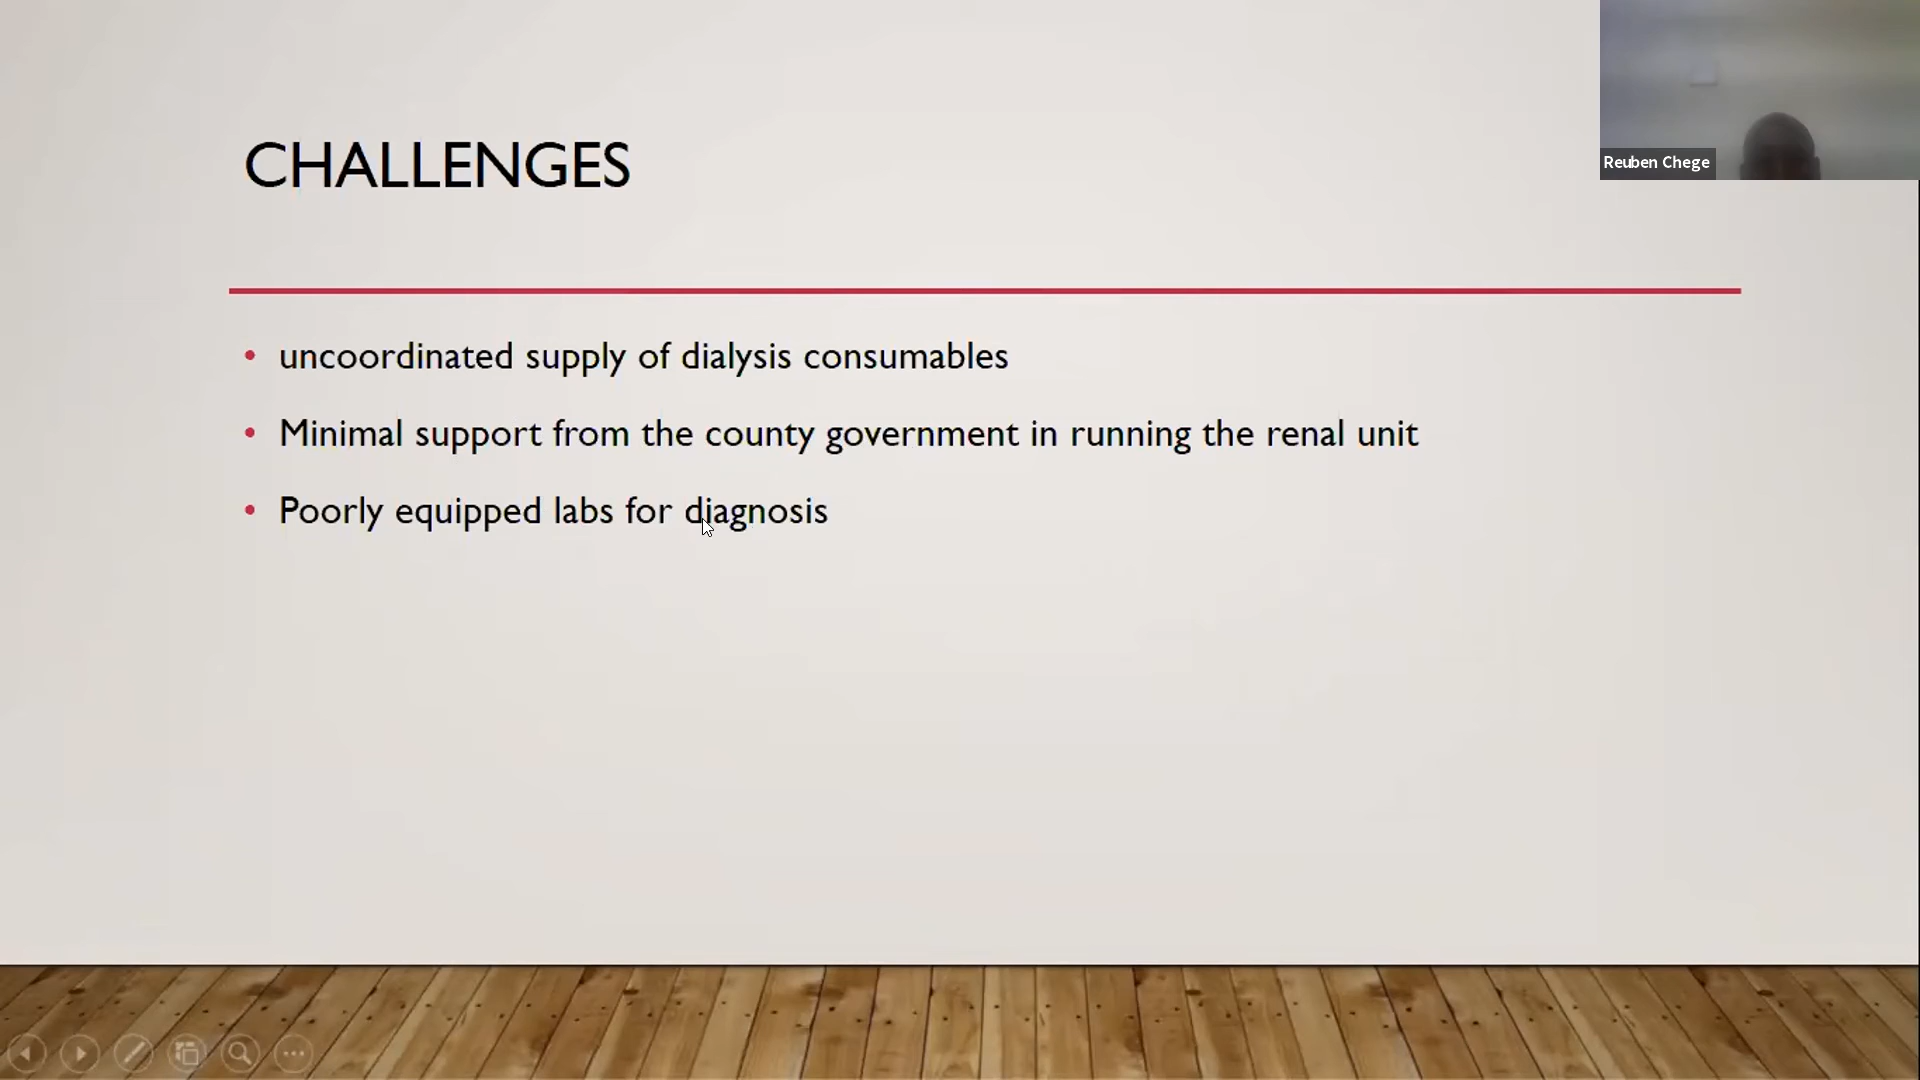 Reuben Chege
CHALLENGES
• uncoordinated supply of dialysis consumables
• Minimal support from the county government in running the renal unit
• Poorly equipped labs for diagnosis